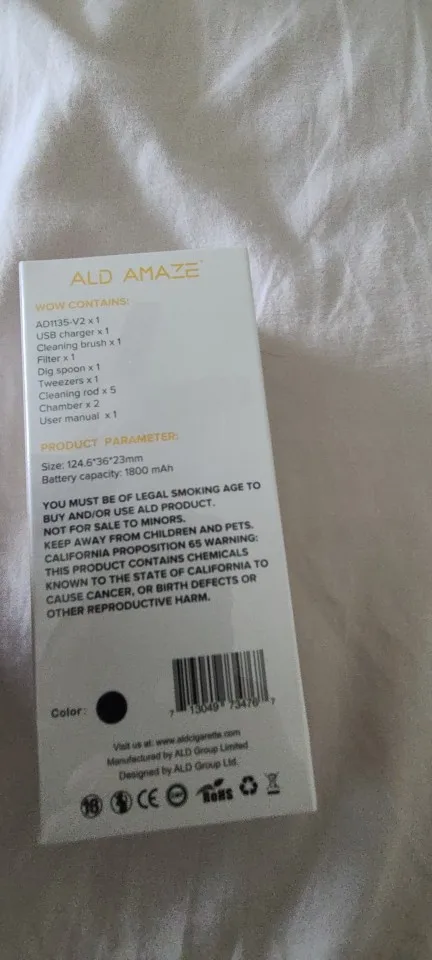 ALD AMAZE
WOW CONTAINS:
AD1135-V2 x 1
USB charger x 1
Cleaning brush x 1
Filter x 1
Dig spoon x 1
Tweezers x 1
Cleaning rod x 5
Chamber x 2
User manual x 1
PRODUCT PARAMETER:
Size: 124.6*36*23mm
Battery capacity: 1800 mAh
YOU MUST BE OF LEGAL SMOKING AGE TO
BUY AND/OR USE ALD PRODUCT.
NOT FOR SALE TO MINORS.
KEEP AWAY FROM CHILDREN AND PETS.
CALIFORNIA PROPOSITION 65 WARNING:
THIS PRODUCT CONTAINS CHEMICALS
KNOWN TO THE STATE OF CALIFORNIA TO
CAUSE CANCER, OR BIRTH DEFECTS OR
OTHER REPRODUCTIVE HARM.
Color:
7 13049 73476 7
Visit us at: www.aldcigarette.com
Manufactured by ALD Group Limited
Designed by ALD Group Ltd.
18 CE RoHS